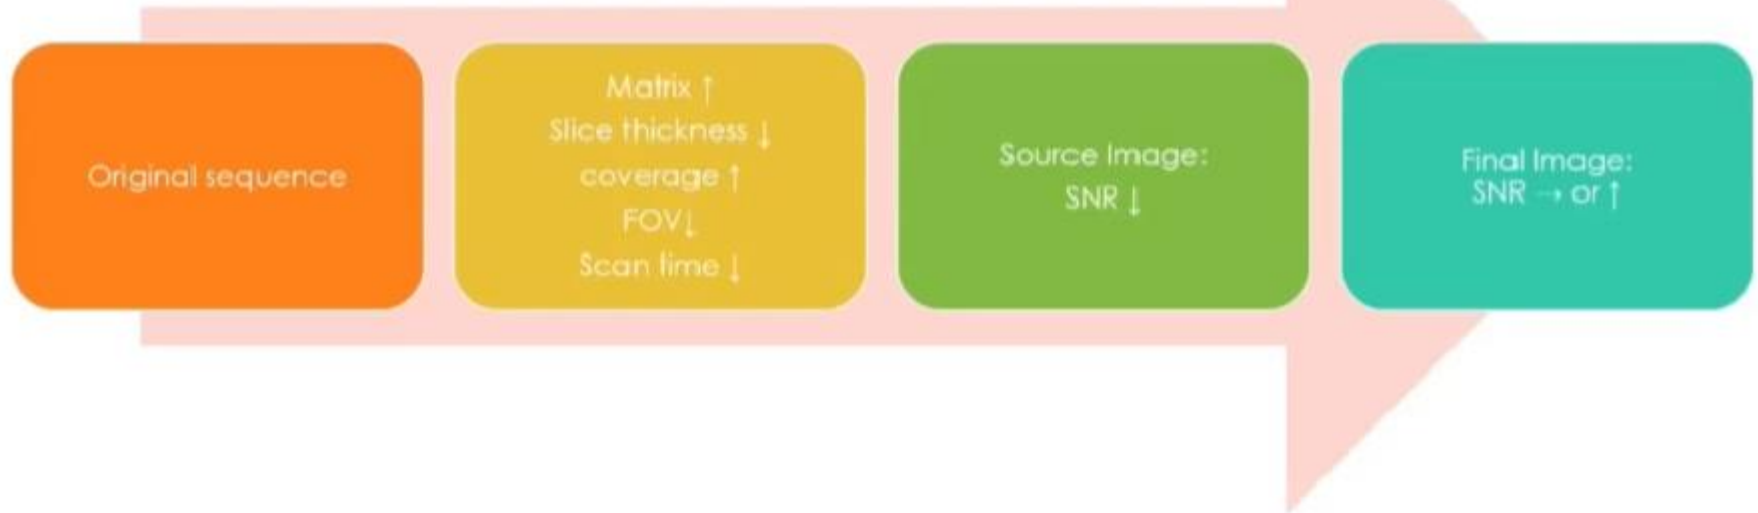 Original sequence
Matrix ↑
Slice thickness ↓
coverage ↑
FOV↓
Scan time ↓
Source Image:
SNR ↓
Final Image:
SNR → or ↑